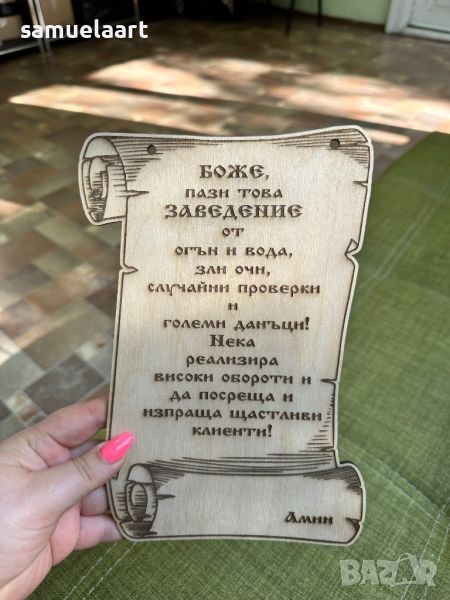 samuelaart
БОЖЕ,
пази това
ЗАВЕДЕНИЕ
от
огън и вода,
зли очи,
случайни проверки
и
големи данъци!
Нека
реализира
високи обороти и
да посреща и
изпраща щастливи
клиенти!
Амин
BAZAR